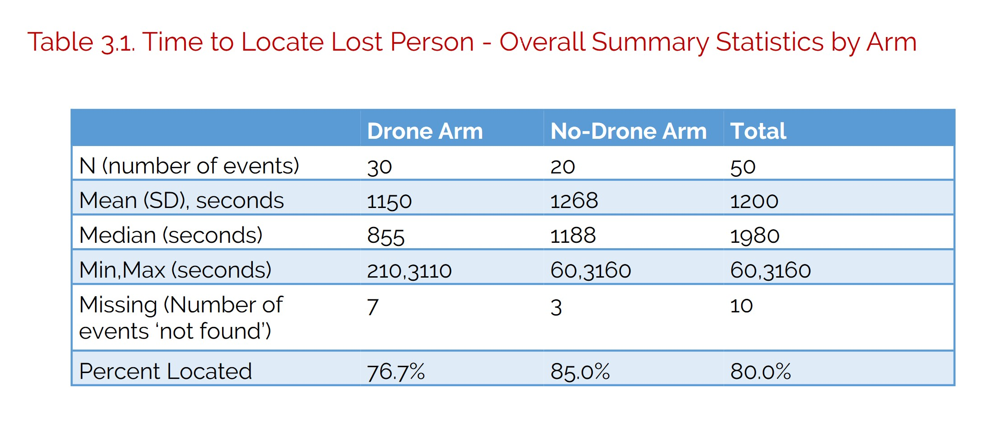 Table 3.1. Time to Locate Lost Person - Overall Summary Statistics by Arm
Drone Arm No-Drone Arm Total
N (number of events) 30 20 50
Mean (SD), seconds 1150 1268 1200
Median (seconds) 855 1188 1980
Min,Max (seconds) 210,3110 60,3160 60,3160
Missing (Number of 7 3 10
events ‘not found’)
Percent Located 76.7% 85.0% 80.0%